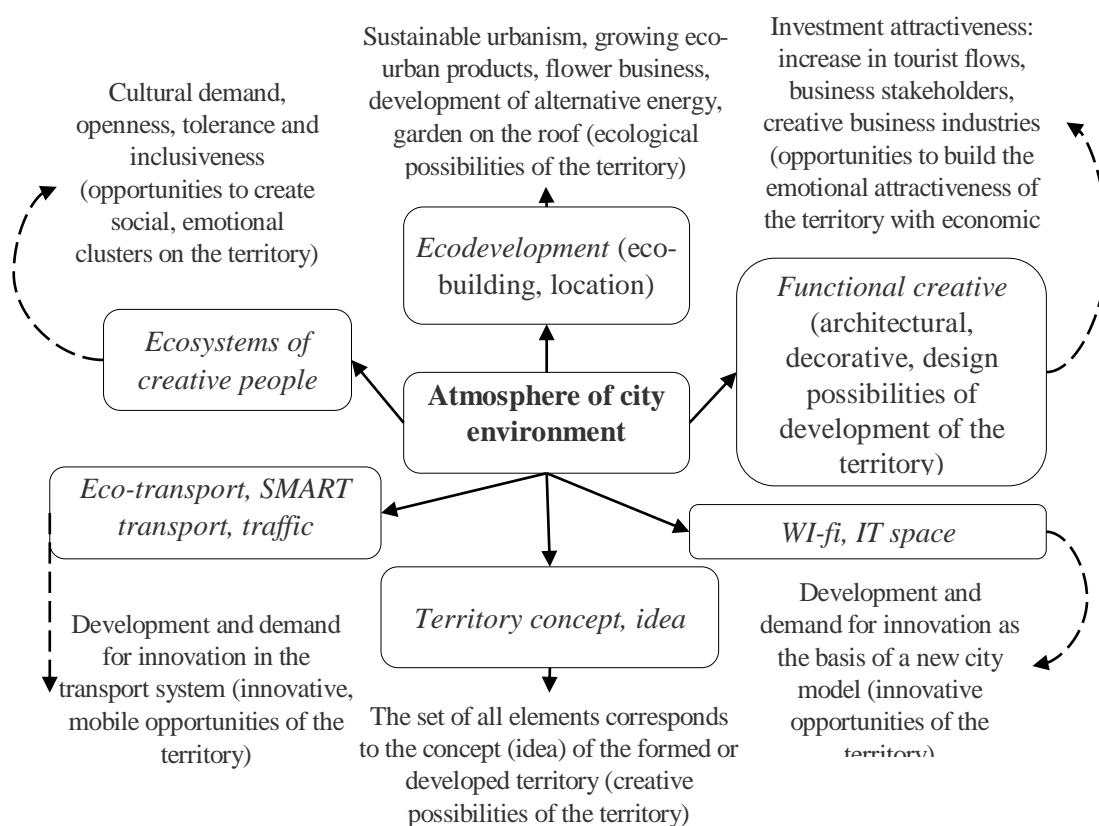 Cultural demand,
openness, tolerance and
inclusiveness
(opportunities to create
social, emotional
clusters on the territory)
Sustainable urbanism, growing eco-
urban products, flower business,
development of alternative energy,
garden on the roof (ecological
possibilities of the territory)
Investment attractiveness:
increase in tourist flows,
business stakeholders,
creative business industries
(opportunities to build the
emotional attractiveness of
the territory with economic
Ecodevelopment (eco-
building, location)
Ecosystems of
creative people
Atmosphere of city
environment
Functional creative
(architectural,
decorative, design
possibilities of
development of the
territory)
Eco-transport, SMART
transport, traffic
WI-fi, IT space
Territory concept, idea
Development and demand
for innovation in the
transport system (innovative,
mobile opportunities of the
territory)
The set of all elements corresponds
to the concept (idea) of the formed or
developed territory (creative
possibilities of the territory)
Development and
demand for innovation as
the basis of a new city
model (innovative
opportunities of the
territory)